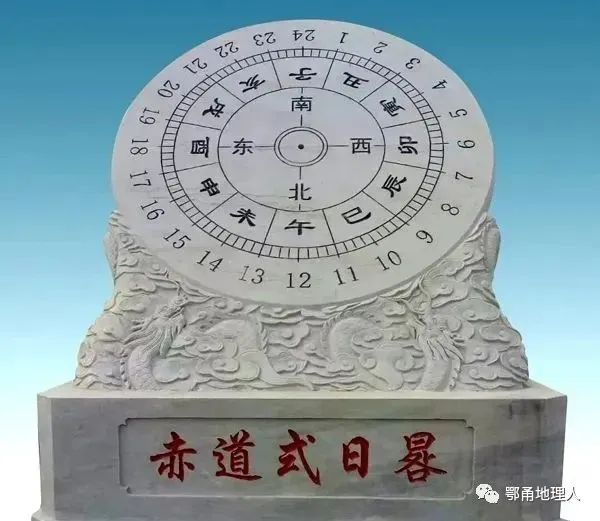 24 1 2 3 4 5 6 7 8 9 10 11 12 13 14 15 16 17 18 19 20 21 22 23
子 丑 寅 卯 辰 巳 午 未 申 酉 戌 亥
南
东 西
北
赤道式日晷
鄂甬地理人